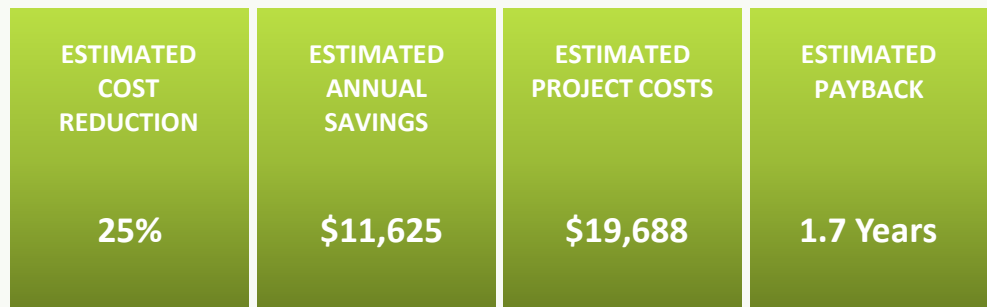 ESTIMATED
COST
REDUCTION
25%
ESTIMATED
ANNUAL
SAVINGS
$11,625
ESTIMATED
PROJECT COSTS
$19,688
ESTIMATED
PAYBACK
1.7 Years